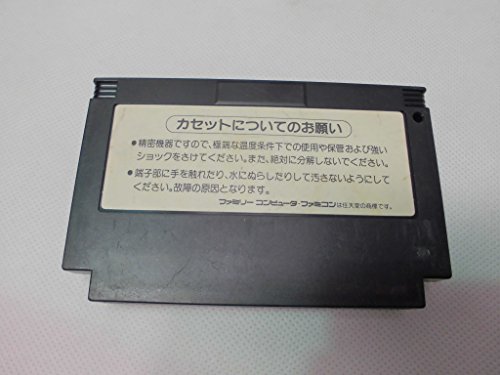 カセットについてのお願い
●精密機器ですので、極端な温度条件下での使用や保管および強い
ショックをさけてください。また、絶対に分解しないでください。
●端子部に手を触れたり、水にぬらしたりして汚さないようにして
ください。故障の原因となります。
ファミリー コンピュータ・ファミコンは任天堂の商標です。